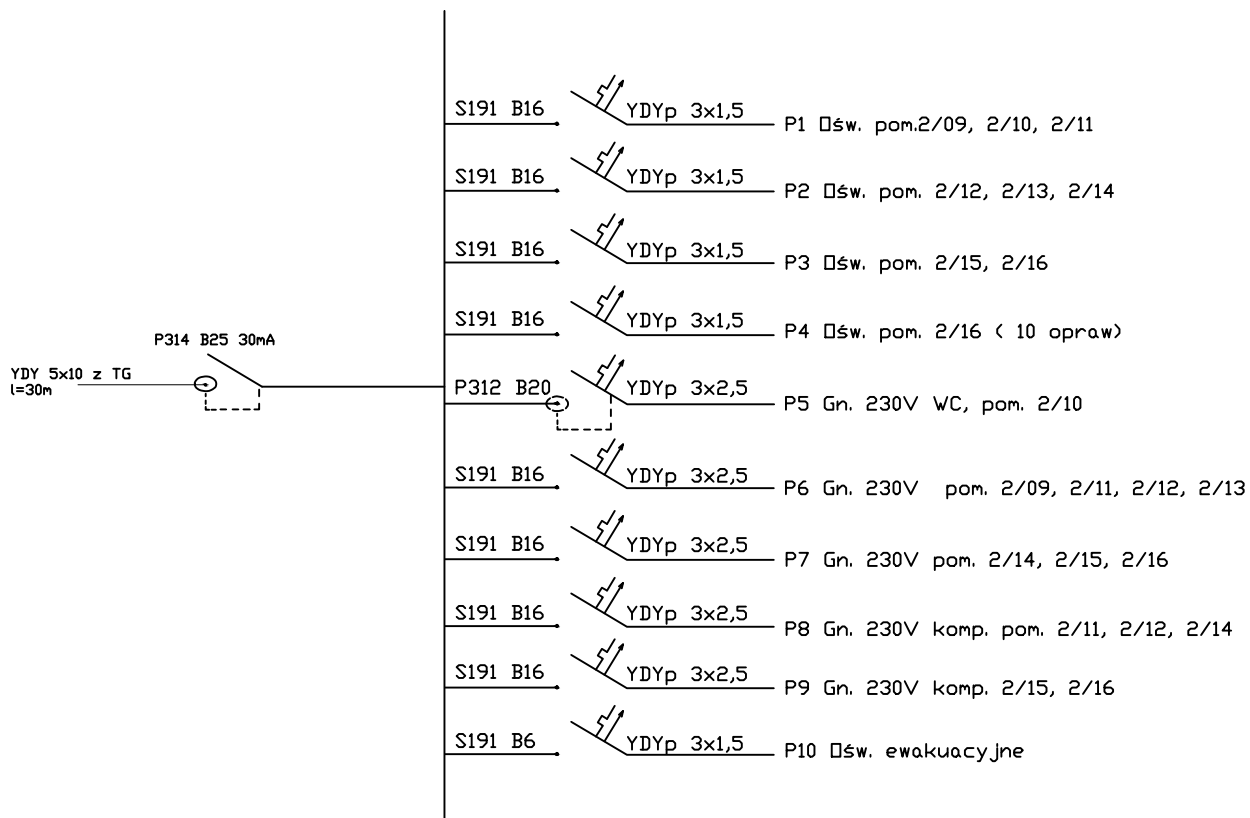 S191 B16 YDYp 3x1,5 P1 Ośw. pom.2/09, 2/10, 2/11
S191 B16 YDYp 3x1,5 P2 Ośw. pom. 2/12, 2/13, 2/14
S191 B16 YDYp 3x1,5 P3 Ośw. pom. 2/15, 2/16
S191 B16 YDYp 3x1,5 P4 Ośw. pom. 2/16 ( 10 opraw)
P314 B25 30mA
YDY 5x10 z TG
l=30m
P312 B20 YDYp 3x2,5 P5 Gn. 230V WC, pom. 2/10
S191 B16 YDYp 3x2,5 P6 Gn. 230V pom. 2/09, 2/11, 2/12, 2/13
S191 B16 YDYp 3x2,5 P7 Gn. 230V pom. 2/14, 2/15, 2/16
S191 B16 YDYp 3x2,5 P8 Gn. 230V komp. pom. 2/11, 2/12, 2/14
S191 B16 YDYp 3x2,5 P9 Gn. 230V komp. 2/15, 2/16
S191 B6 YDYp 3x1,5 P10 Ośw. ewakuacyjne